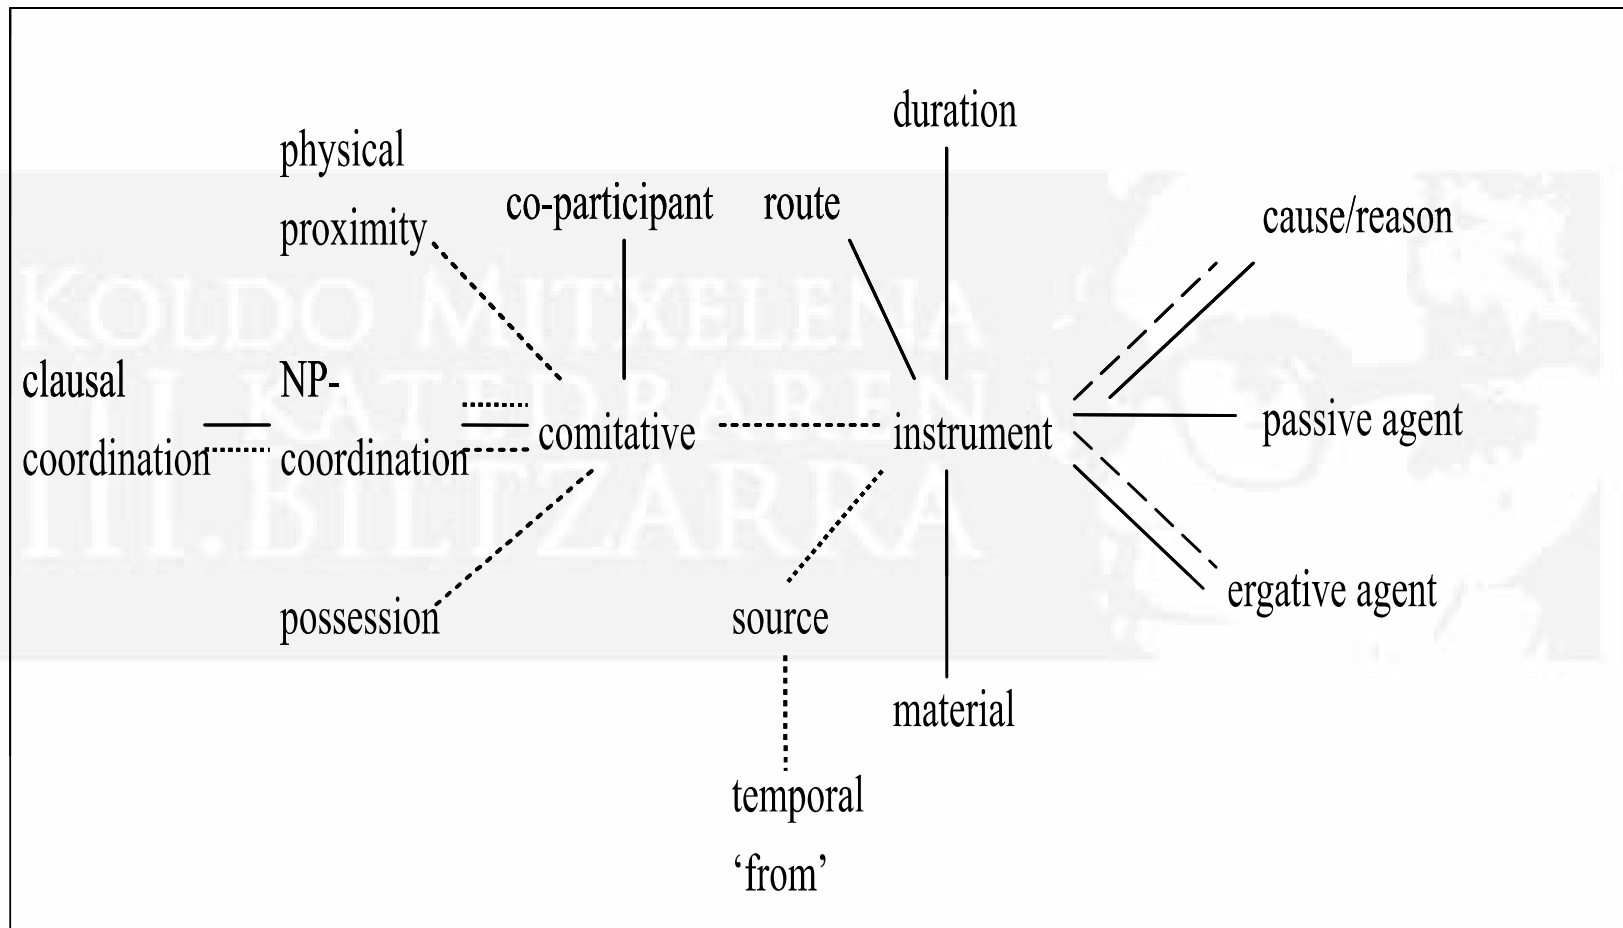 duration
physical
proximity
co-participant
route
cause/reason
clausal
coordination
NP-
coordination
comitative
instrument
passive agent
possession
source
ergative agent
material
temporal
‘from’
KOLDO MITXELENA
KATEDRAREN
III. BILTZARRA